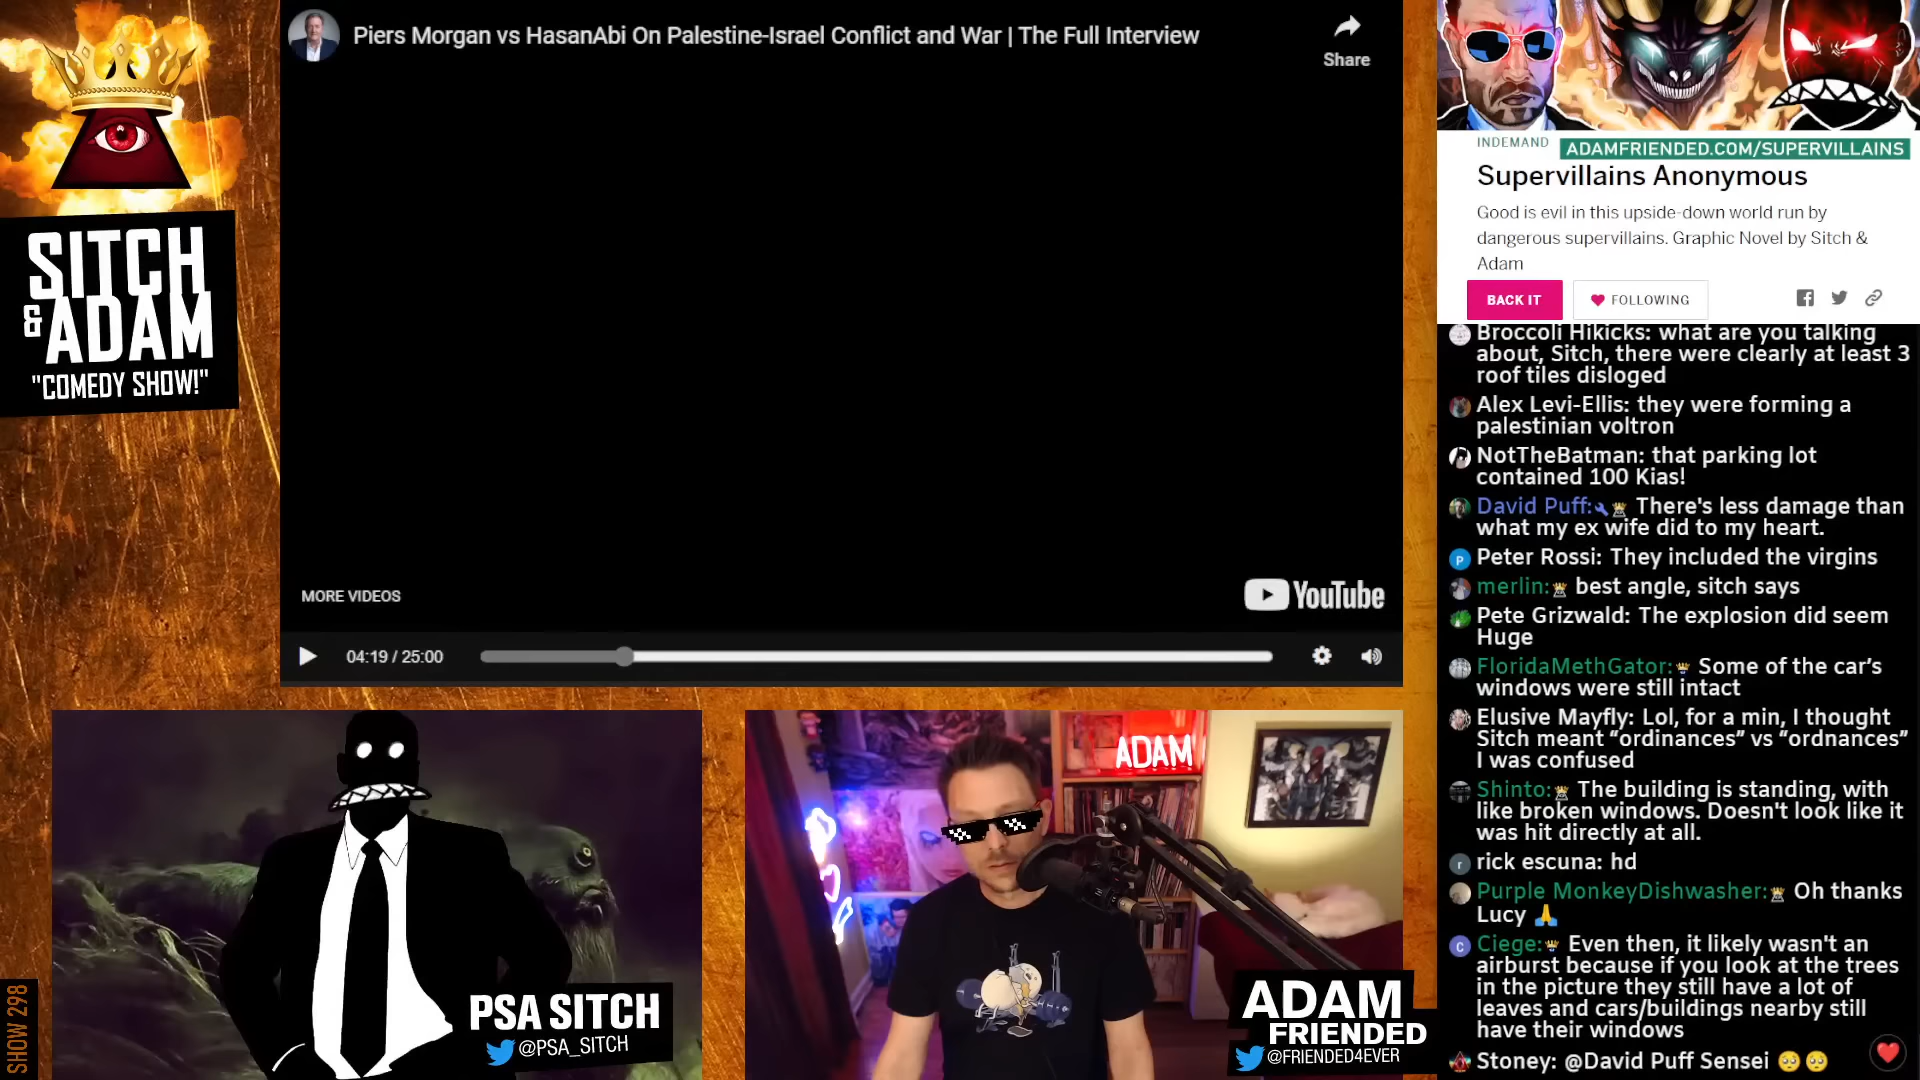 Piers Morgan vs HasanAbi On Palestine-Israel Conflict and War | The Full Interview
Share
SITCH
& ADAM
"COMEDY SHOW!"
MORE VIDEOS
YouTube
04:19 / 25:00
ADAM
PSA SITCH
@PSA_SITCH
ADAM
FRIENDED
@FRIENDED4EVER
SHOW 298
INDEMAND
ADAMFRIENDED.COM/SUPERVILLAINS
Supervillains Anonymous
Good is evil in this upside-down world run by
dangerous supervillains. Graphic Novel by Sitch &
Adam
BACK IT
FOLLOWING
Broccoli Hikicks: what are you talking
about, Sitch, there were clearly at least 3
roof tiles disloged
Alex Levi-Ellis: they were forming a
palestinian voltron
NotTheBatman: that parking lot
contained 100 Kias!
David Puff: There's less damage than
what my ex wife did to my heart.
P
Peter Rossi: They included the virgins
merlin: best angle, sitch says
Pete Grizwald: The explosion did seem
Huge
FloridaMethGator: Some of the car’s
windows were still intact
Elusive Mayfly: Lol, for a min, I thought
Sitch meant “ordinances” vs “ordnances”
I was confused
Shinto: The building is standing, with
like broken windows. Doesn't look like it
was hit directly at all.
r
rick escuna: hd
Purple MonkeyDishwasher: Oh thanks
Lucy 🙏
C
Ciege: Even then, it likely wasn't an
airburst because if you look at the trees
in the picture they still have a lot of
leaves and cars/buildings nearby still
have their windows
Stoney: @David Puff Sensei 🥺🥺